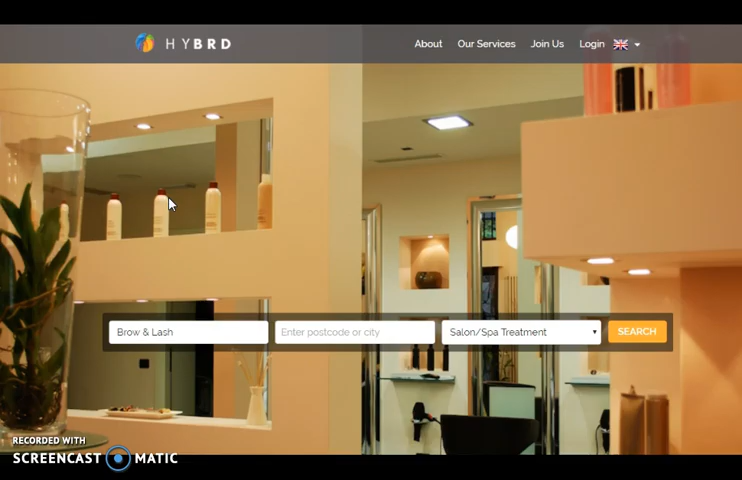 HYBRD
About
Our Services
Join Us
Login
Brow & Lash
Enter postcode or city
Salon/Spa Treatment
SEARCH
RECORDED WITH
SCREENCAST MATIC